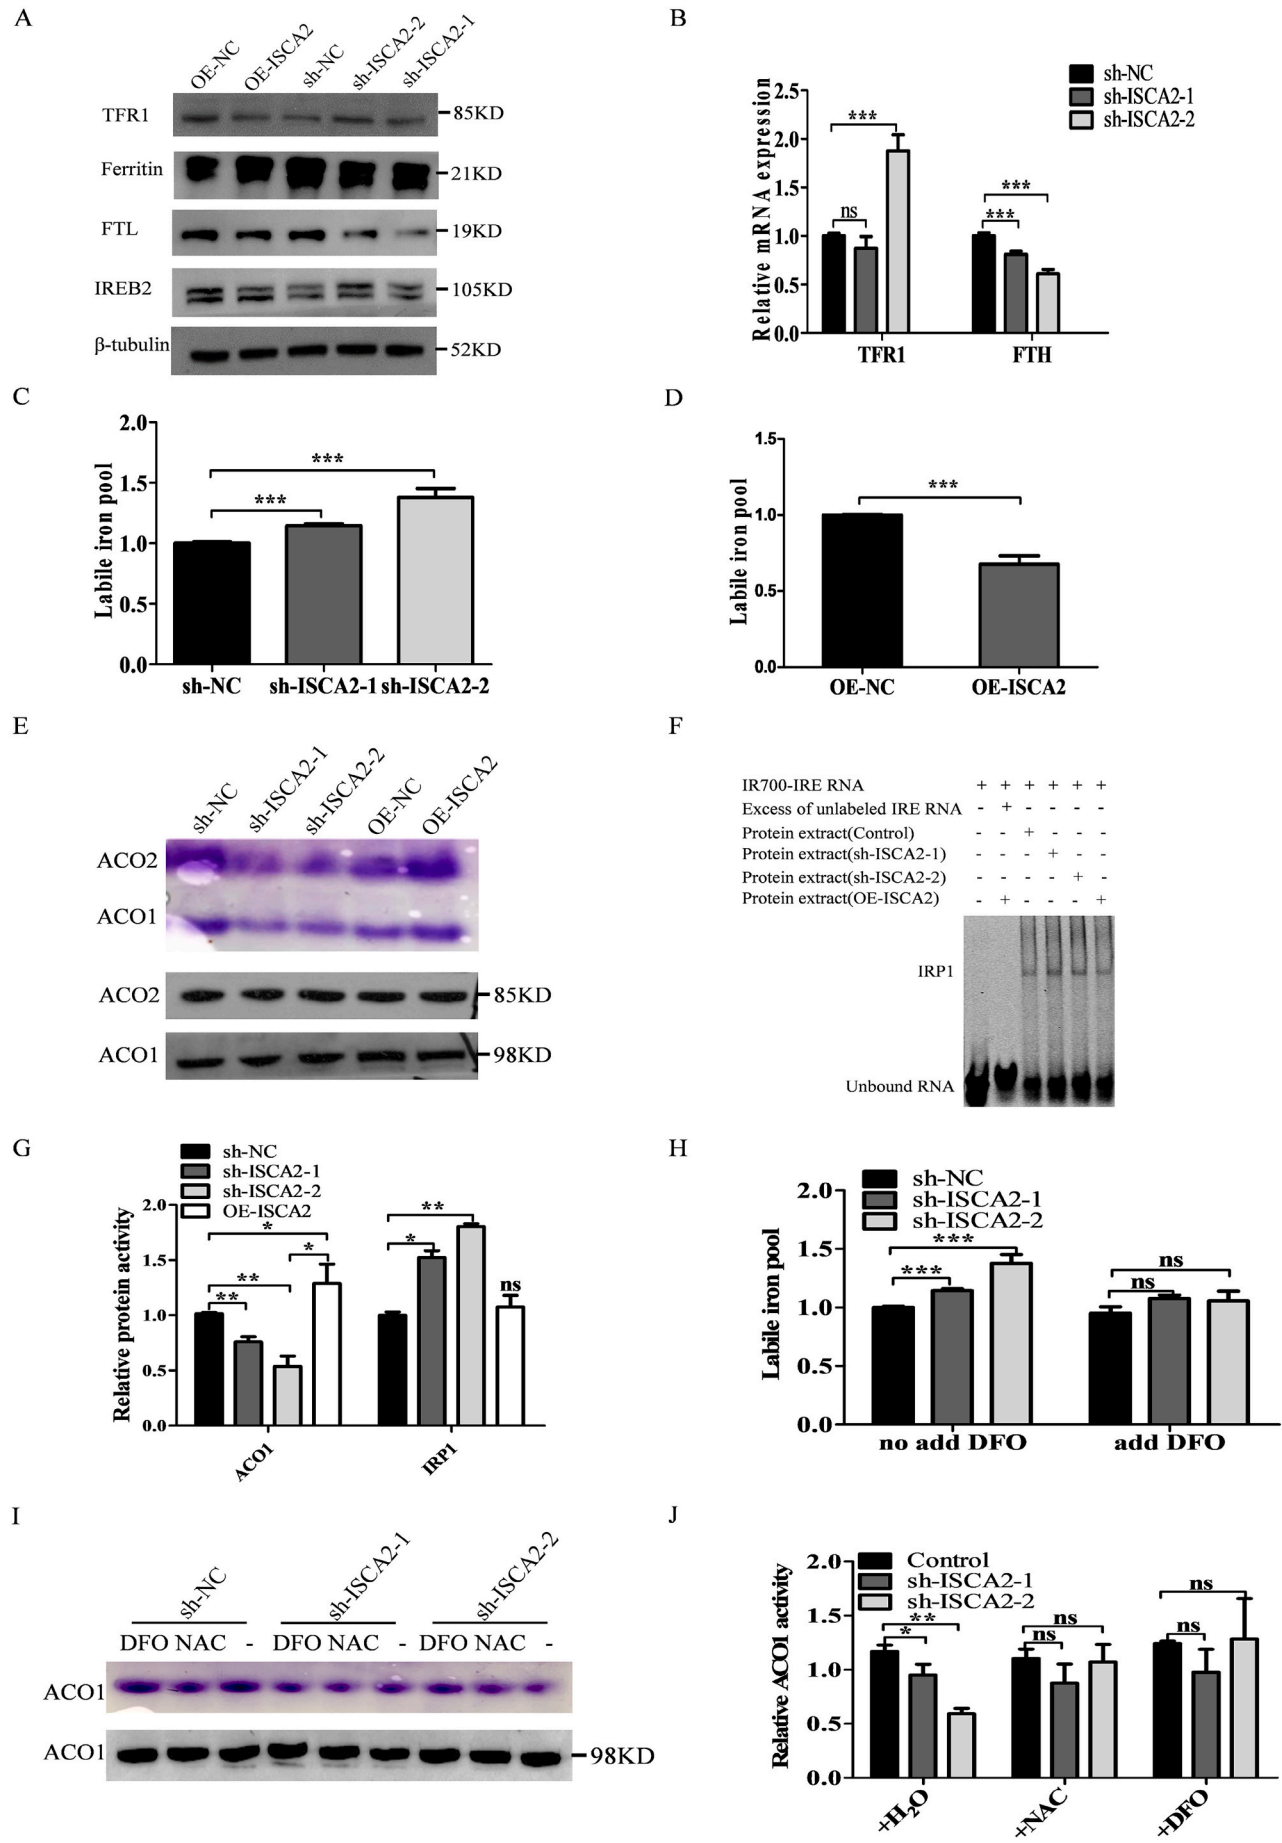 A
OE-NC
OE-ISCA2
sh-NC
sh-ISCA2-2
sh-ISCA2-1
TFR1
85KD
Ferritin
21KD
FTL
19KD
IREB2
105KD
β-tubulin
52KD
B
sh-NC
sh-ISCA2-1
sh-ISCA2-2
Relative mRNA expression
2.5
2.0
1.5
1.0
0.5
0.0
ns
***
***
***
TFR1
FTH
C
Labile iron pool
2.0
1.5
1.0
0.5
0.0
***
***
sh-NC
sh-ISCA2-1
sh-ISCA2-2
D
Labile iron pool
1.5
1.0
0.5
0.0
***
OE-NC
OE-ISCA2
E
sh-NC
sh-ISCA2-1
sh-ISCA2-2
OE-NC
OE-ISCA2
ACO2
ACO1
ACO2
85KD
ACO1
98KD
F
IR700-IRE RNA + + + + + +
Excess of unlabeled IRE RNA - + - - - -
Protein extract(Control) - - + - - -
Protein extract(sh-ISCA2-1) - - - + - -
Protein extract(sh-ISCA2-2) - - - - + -
Protein extract(OE-ISCA2) - + - - - +
IRP1
Unbound RNA
G
sh-NC
sh-ISCA2-1
sh-ISCA2-2
OE-ISCA2
Relative protein activity
2.0
1.5
1.0
0.5
0.0
*
*
**
**
**
*
ns
ACO1
IRP1
H
sh-NC
sh-ISCA2-1
sh-ISCA2-2
Labile iron pool
2.0
1.5
1.0
0.5
0.0
***
***
ns
ns
no add DFO
add DFO
I
sh-NC
sh-ISCA2-1
sh-ISCA2-2
DFO NAC -
DFO NAC -
DFO NAC -
ACO1
ACO1
98KD
J
Control
sh-ISCA2-1
sh-ISCA2-2
Relative ACO1 activity
2.0
1.5
1.0
0.5
0.0
**
*
ns
ns
ns
ns
+H₂O
+NAC
+DFO